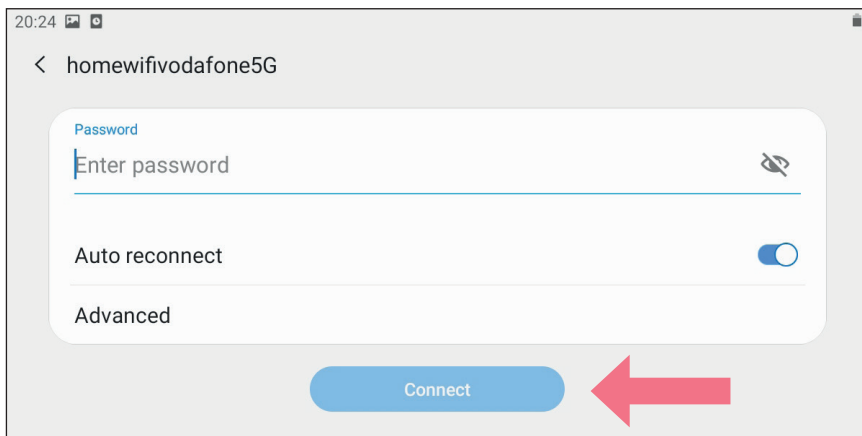 20:24
homewifivodafone5G
Password
Enter password
Auto reconnect
Advanced
Connect